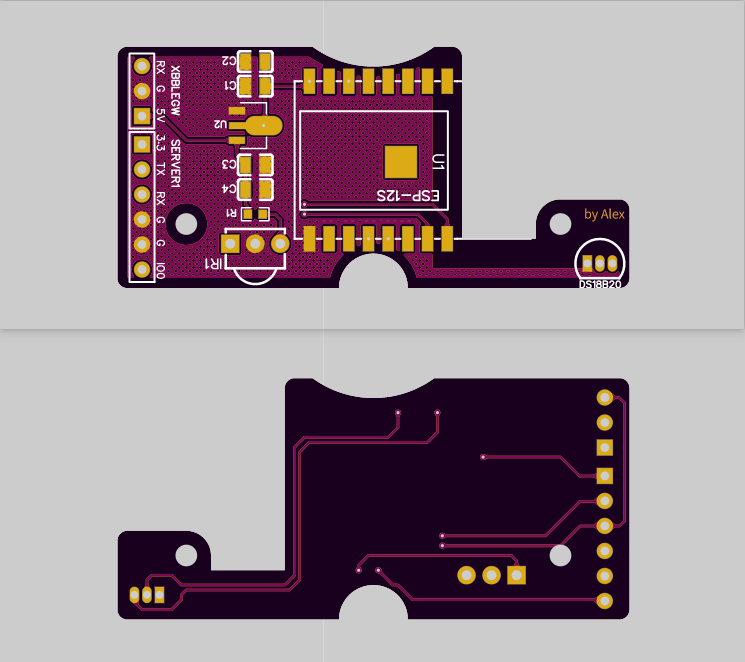 C2
C1
U2
C3
C4
R1
IR1
RX
G
5V
XBBLEGW
3.3
TX
RX
G
G
IO0
SERVER1
U1
ESP-12S
by Alex
DS18B20